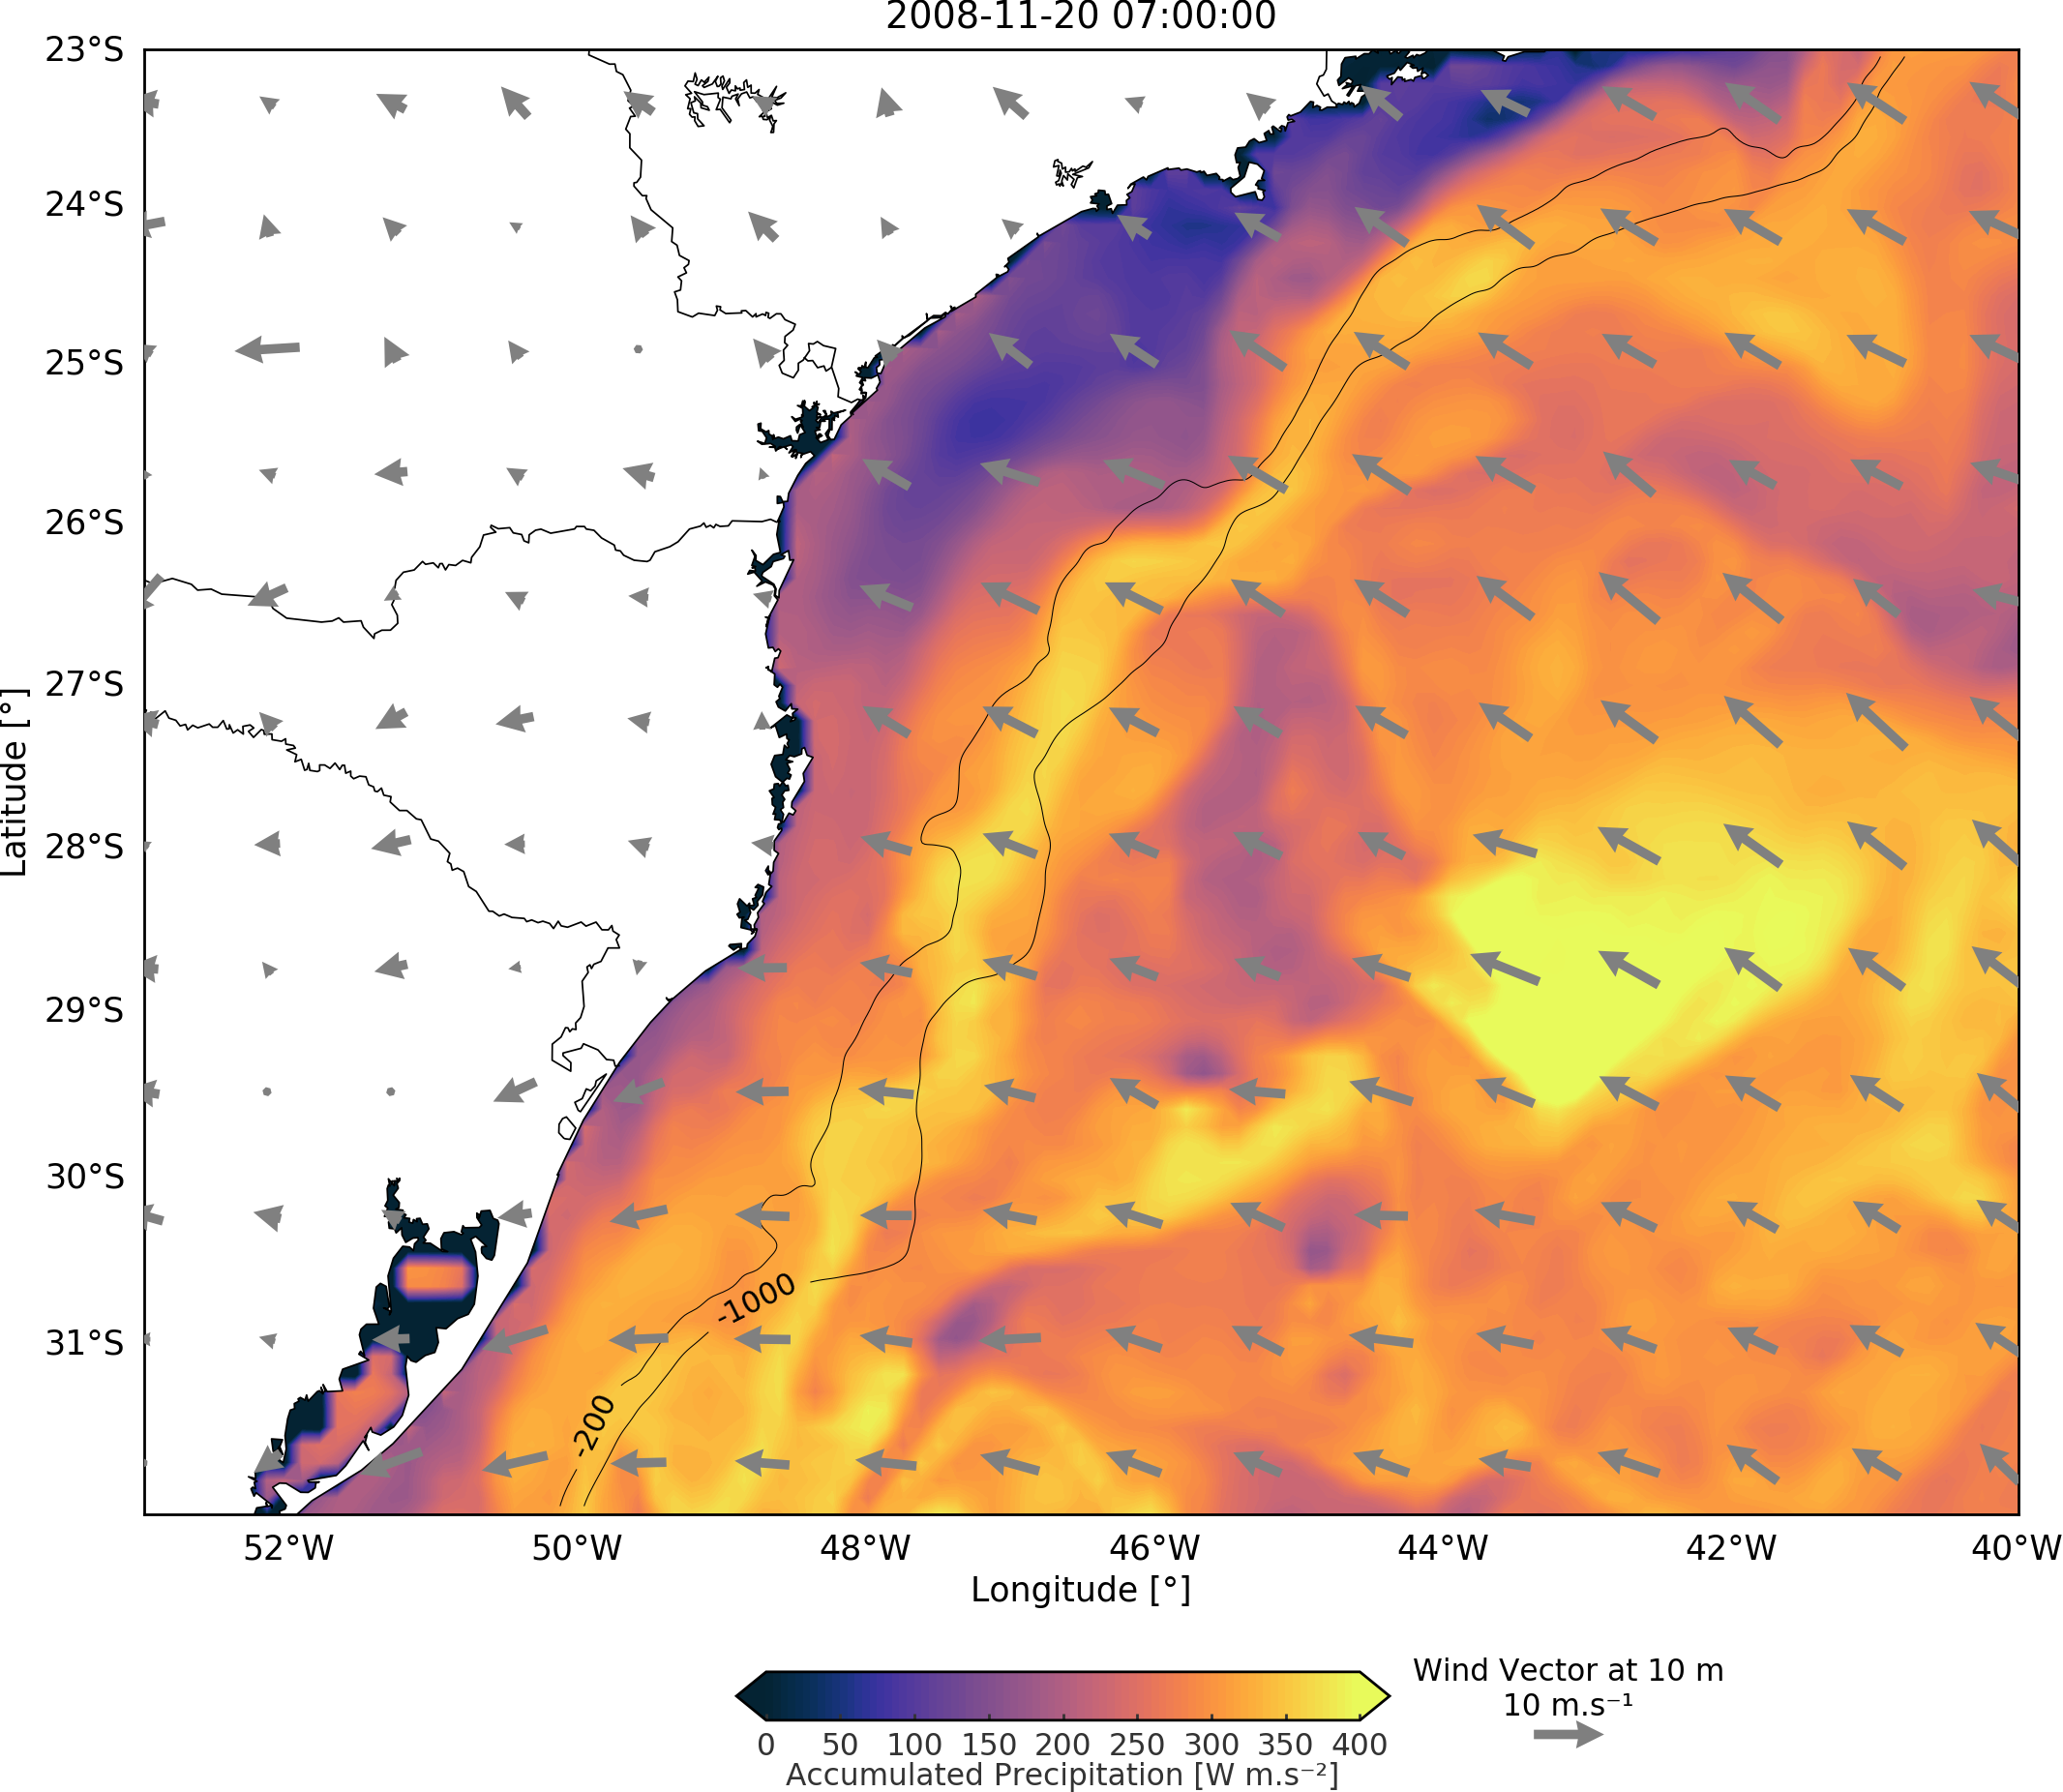 2008-11-20 07:00:00
23°S
24°S
25°S
26°S
27°S
28°S
29°S
30°S
31°S
Latitude [°]
-1000
-200
52°W
50°W
48°W
46°W
44°W
42°W
40°W
Longitude [°]
Wind Vector at 10 m
10 m.s⁻¹
0 50 100 150 200 250 300 350 400
Accumulated Precipitation [W m.s⁻²]